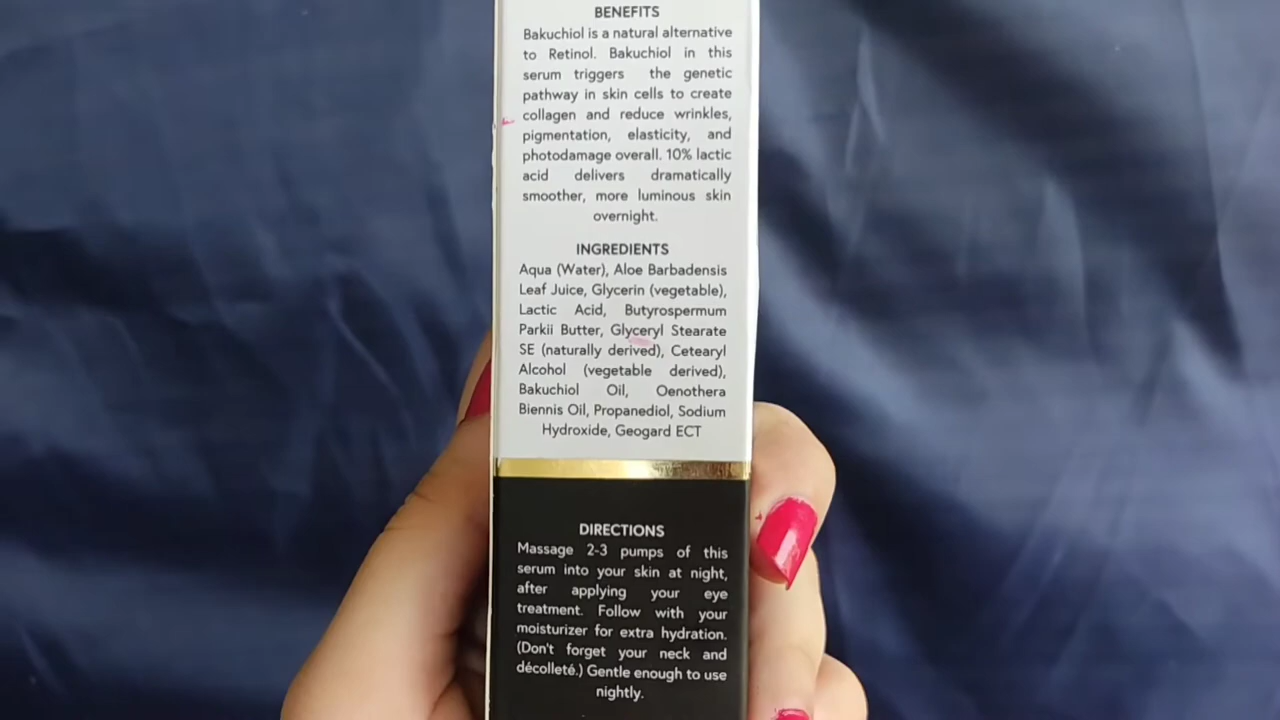 BENEFITS
Bakuchiol is a natural alternative
to Retinol. Bakuchiol in this
serum triggers the genetic
pathway in skin cells to create
collagen and reduce wrinkles,
pigmentation, elasticity, and
photodamage overall. 10% lactic
acid delivers dramatically
smoother, more luminous skin
overnight.
INGREDIENTS
Aqua (Water), Aloe Barbadensis
Leaf Juice, Glycerin (vegetable),
Lactic Acid, Butyrospermum
Parkii Butter, Glyceryl Stearate
SE (naturally derived), Cetearyl
Alcohol (vegetable derived),
Bakuchiol Oil, Oenothera
Biennis Oil, Propanediol, Sodium
Hydroxide, Geogard ECT
DIRECTIONS
Massage 2-3 pumps of this
serum into your skin at night,
after applying your eye
treatment. Follow with your
moisturizer for extra hydration.
(Don't forget your neck and
décolleté.) Gentle enough to use
nightly.